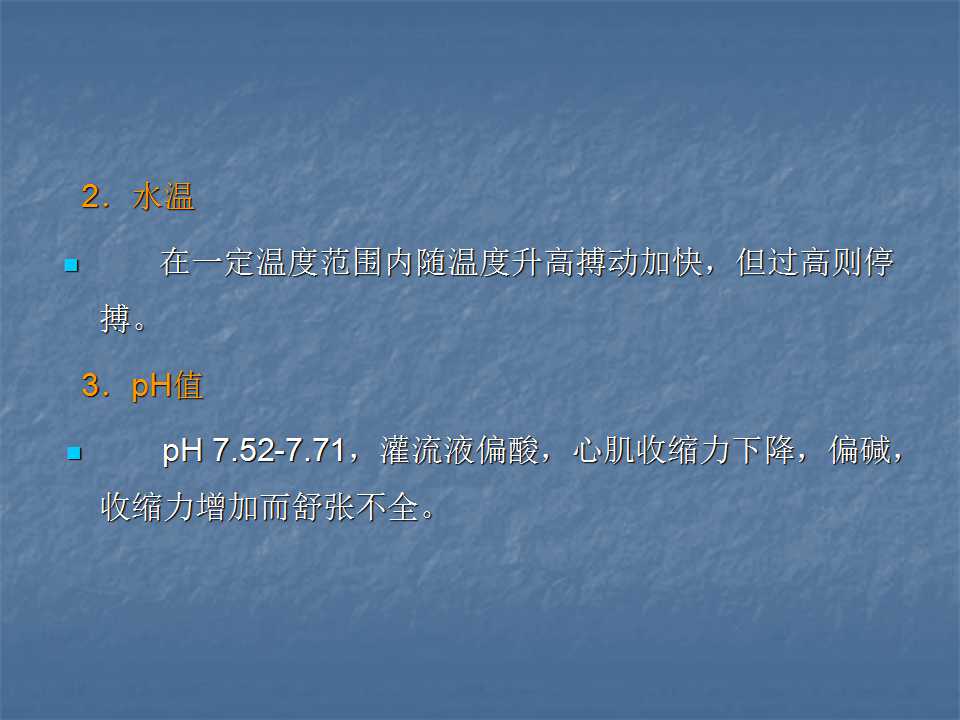 2．水温
在一定温度范围内随温度升高搏动加快，但过高则停
搏。
3．pH值
pH 7.52-7.71，灌流液偏酸，心肌收缩力下降，偏碱，
收缩力增加而舒张不全。